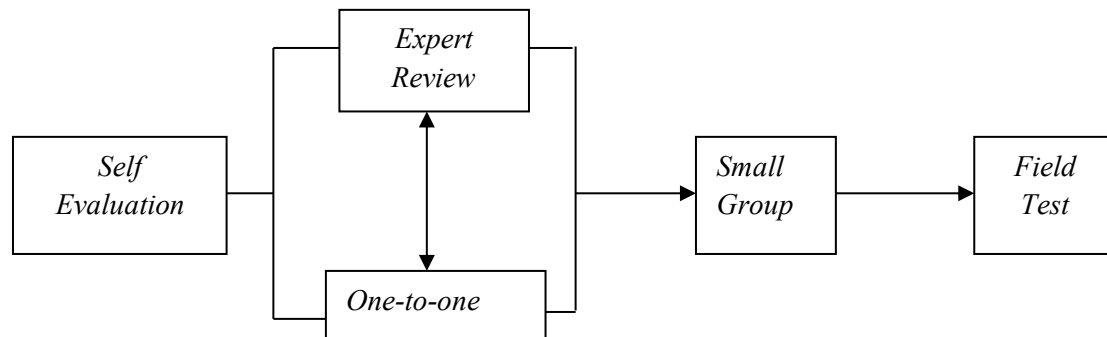 Expert
Review
Self
Evaluation
Small
Group
Field
Test
One-to-one